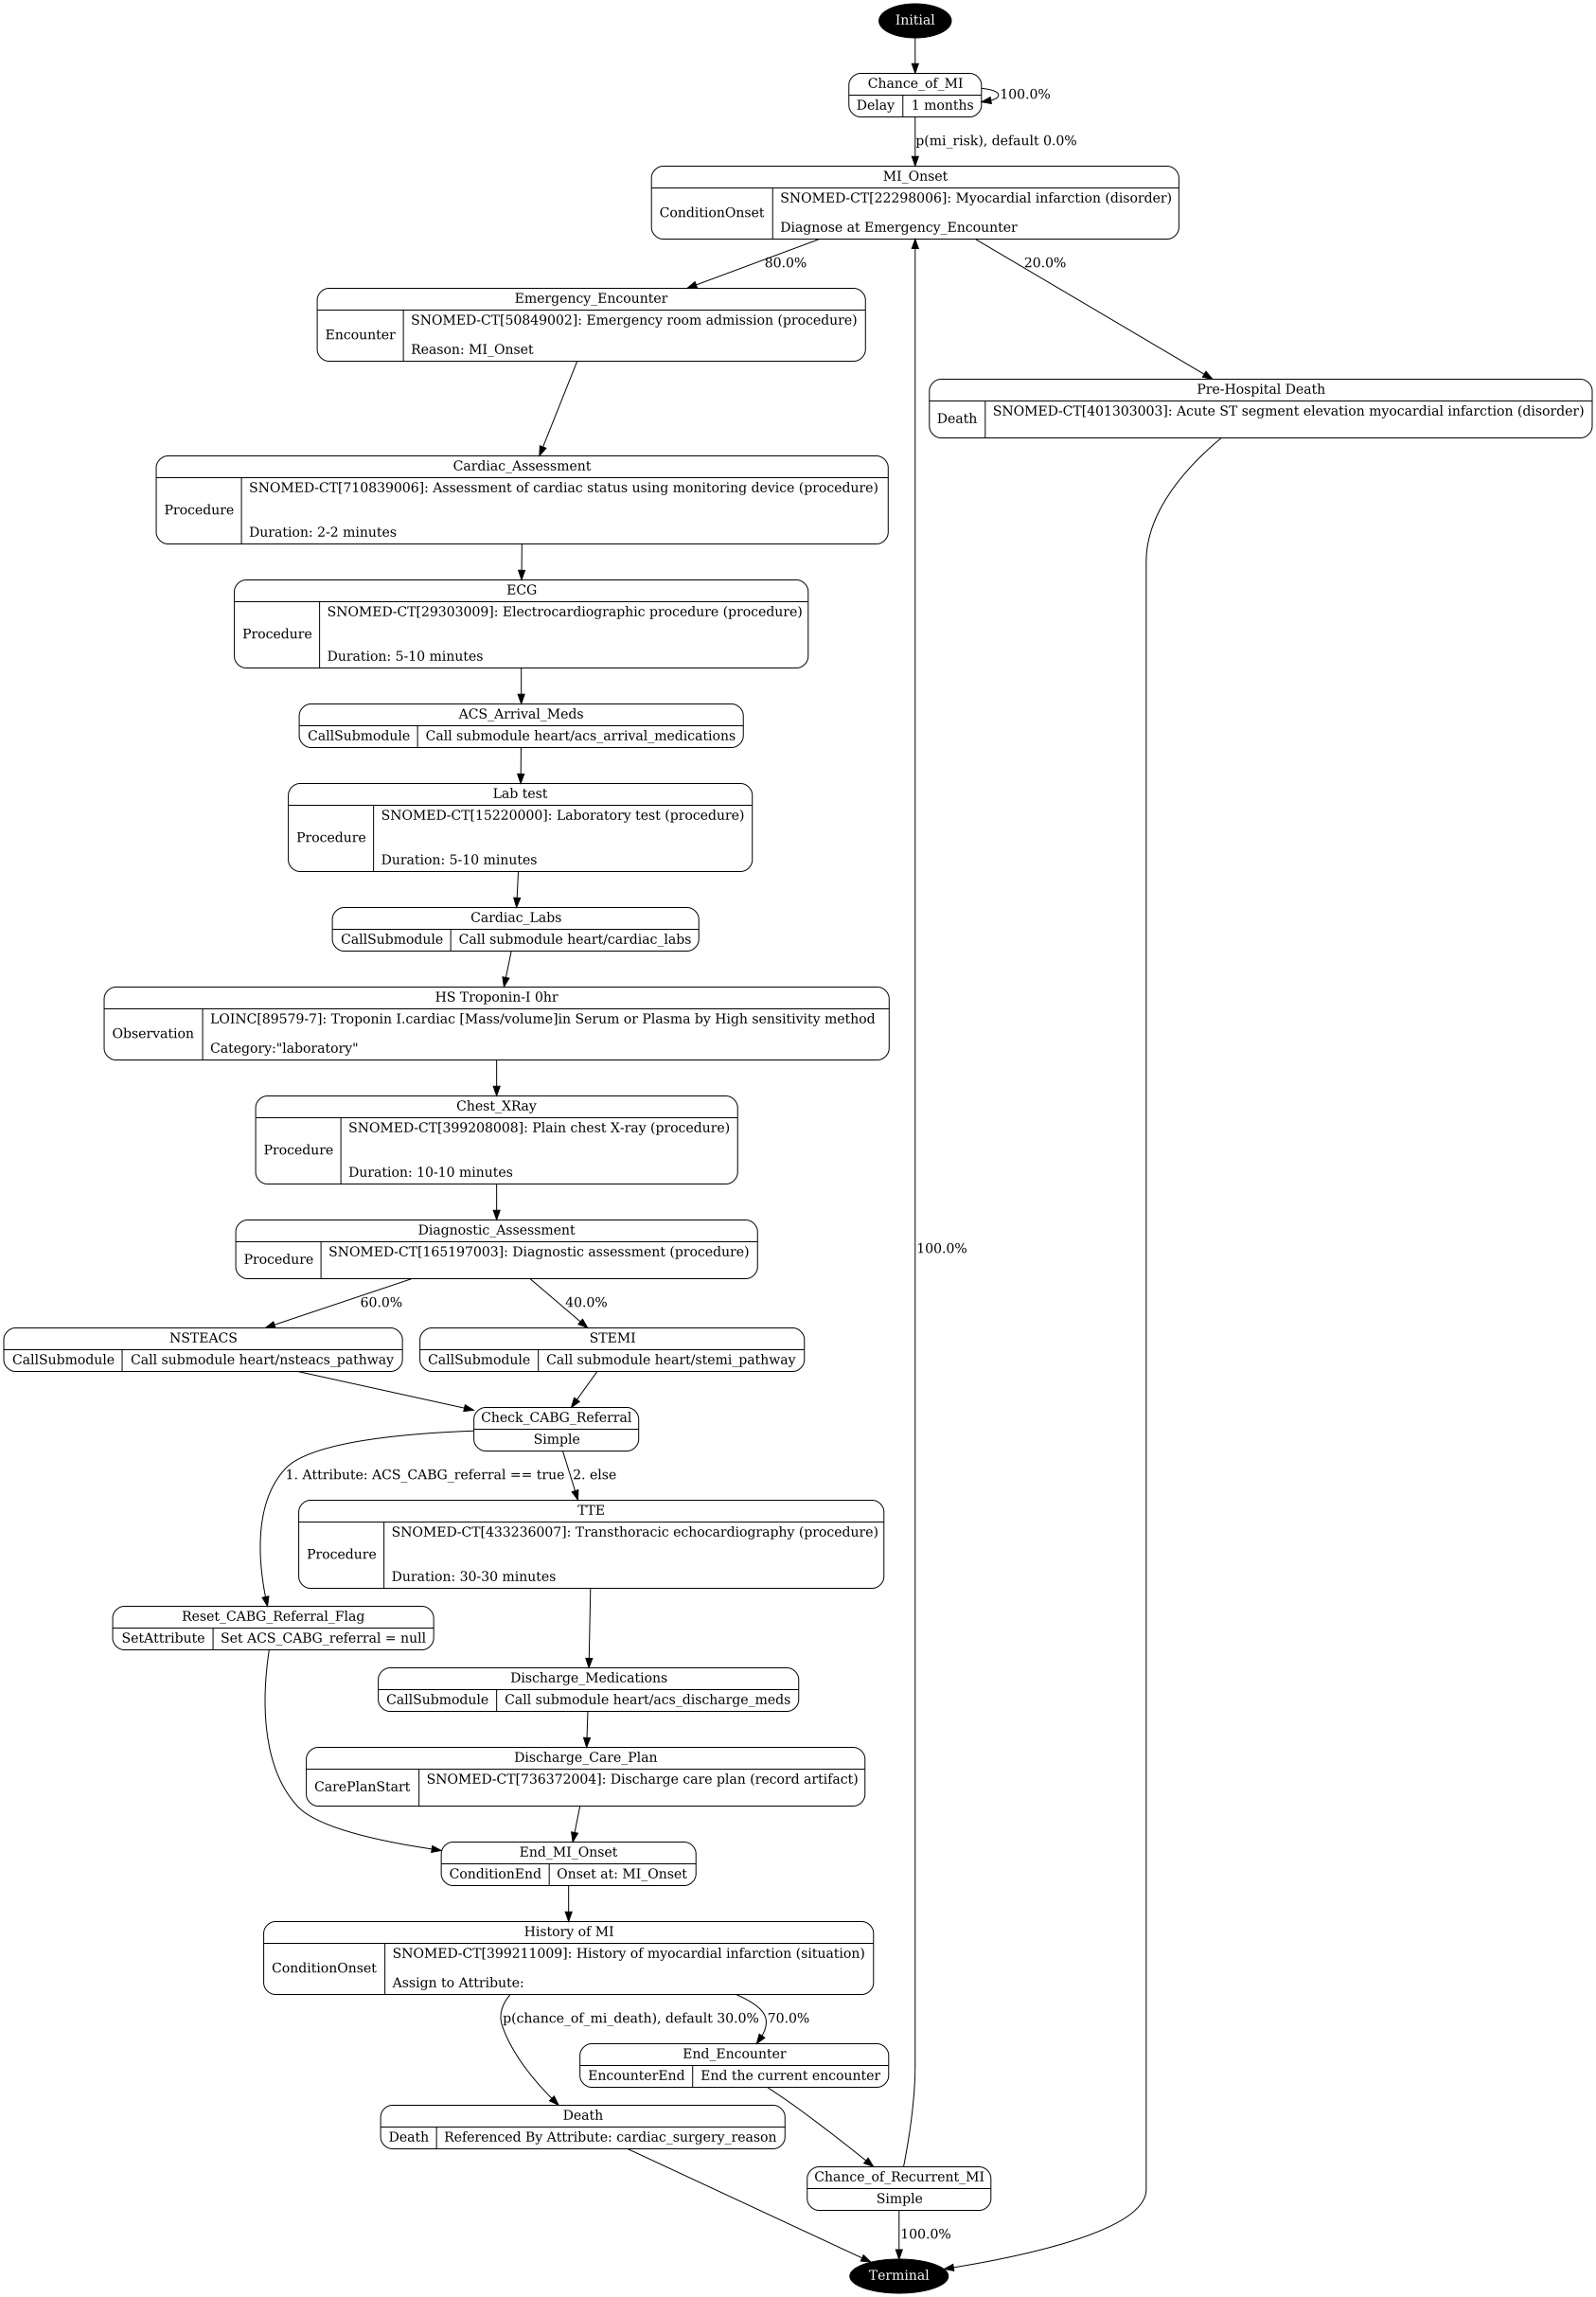 Initial
Chance_of_MI
Delay 1 months
100.0%
p(mi_risk), default 0.0%
MI_Onset
ConditionOnset
SNOMED-CT[22298006]: Myocardial infarction (disorder)
Diagnose at Emergency_Encounter
80.0%
20.0%
Emergency_Encounter
Encounter
SNOMED-CT[50849002]: Emergency room admission (procedure)
Reason: MI_Onset
Pre-Hospital Death
Death
SNOMED-CT[401303003]: Acute ST segment elevation myocardial infarction (disorder)
Cardiac_Assessment
Procedure
SNOMED-CT[710839006]: Assessment of cardiac status using monitoring device (procedure)
Duration: 2-2 minutes
ECG
Procedure
SNOMED-CT[29303009]: Electrocardiographic procedure (procedure)
Duration: 5-10 minutes
ACS_Arrival_Meds
CallSubmodule Call submodule heart/acs_arrival_medications
Lab test
Procedure
SNOMED-CT[15220000]: Laboratory test (procedure)
Duration: 5-10 minutes
Cardiac_Labs
CallSubmodule Call submodule heart/cardiac_labs
HS Troponin-I 0hr
Observation
LOINC[89579-7]: Troponin I.cardiac [Mass/volume]in Serum or Plasma by High sensitivity method
Category:"laboratory"
Chest_XRay
Procedure
SNOMED-CT[399208008]: Plain chest X-ray (procedure)
Duration: 10-10 minutes
Diagnostic_Assessment
Procedure
SNOMED-CT[165197003]: Diagnostic assessment (procedure)
100.0%
60.0%
40.0%
NSTEACS
CallSubmodule Call submodule heart/nsteacs_pathway
STEMI
CallSubmodule Call submodule heart/stemi_pathway
Check_CABG_Referral
Simple
1. Attribute: ACS_CABG_referral == true
2. else
TTE
Procedure
SNOMED-CT[433236007]: Transthoracic echocardiography (procedure)
Duration: 30-30 minutes
Reset_CABG_Referral_Flag
SetAttribute Set ACS_CABG_referral = null
Discharge_Medications
CallSubmodule Call submodule heart/acs_discharge_meds
Discharge_Care_Plan
CarePlanStart
SNOMED-CT[736372004]: Discharge care plan (record artifact)
End_MI_Onset
ConditionEnd Onset at: MI_Onset
History of MI
ConditionOnset
SNOMED-CT[399211009]: History of myocardial infarction (situation)
Assign to Attribute:
p(chance_of_mi_death), default 30.0%
70.0%
End_Encounter
EncounterEnd End the current encounter
Death
Death Referenced By Attribute: cardiac_surgery_reason
Chance_of_Recurrent_MI
Simple
100.0%
Terminal